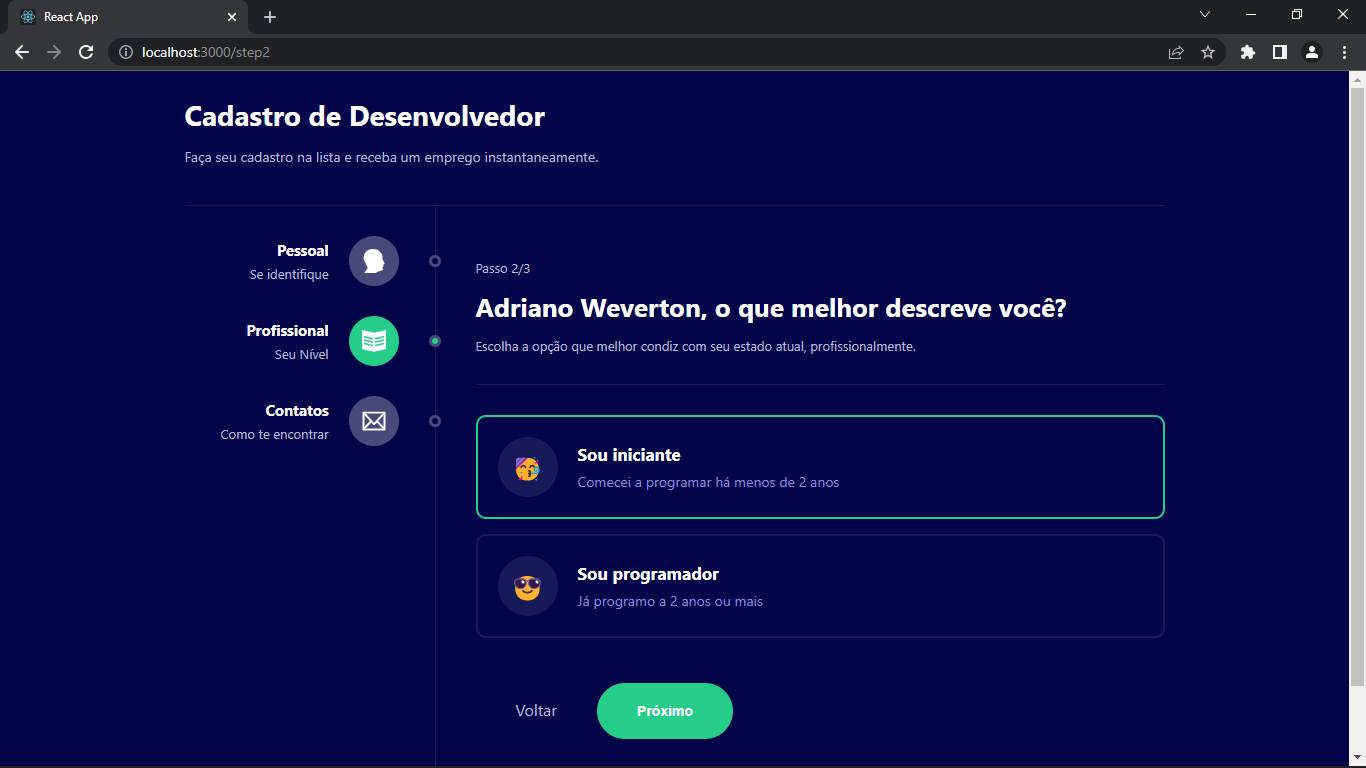 React App
localhost:3000/step2
Cadastro de Desenvolvedor
Faça seu cadastro na lista e receba um emprego instantaneamente.
Pessoal
Se identifique
Profissional
Seu Nível
Contatos
Como te encontrar
Passo 2/3
Adriano Weverton, o que melhor descreve você?
Escolha a opção que melhor condiz com seu estado atual, profissionalmente.
Sou iniciante
Comecei a programar há menos de 2 anos
Sou programador
Já programo a 2 anos ou mais
Voltar
Próximo